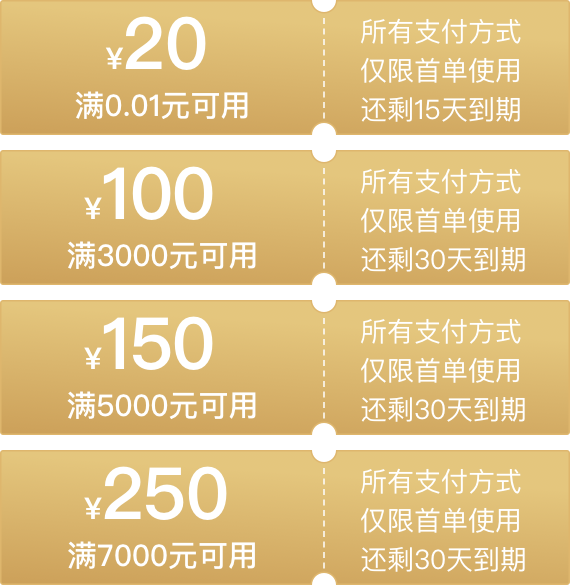 ¥20
满0.01元可用
所有支付方式
仅限首单使用
还剩15天到期
¥100
满3000元可用
所有支付方式
仅限首单使用
还剩30天到期
¥150
满5000元可用
所有支付方式
仅限首单使用
还剩30天到期
¥250
满7000元可用
所有支付方式
仅限首单使用
还剩30天到期